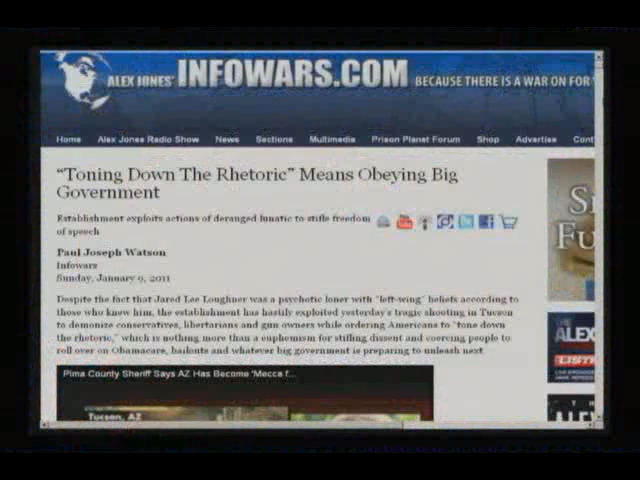 ALEX JONES' INFOWARS.COM BECAUSE THERE IS A WAR ON FOR
Home Alex Jones Radio Show News Sections Multimedia Prison Planet Forum Shop Advertise Cont
“Toning Down The Rhetoric” Means Obeying Big
Government
Establishment exploits actions of deranged lunatic to stifle freedom
of speech
Paul Joseph Watson
Infowars
Sunday, January 9, 2011
Despite the fact that Jared Lee Loughner was a psychotic loner with “left-wing” beliefs according to
those who knew him, the establishment has hastily exploited yesterday's tragic shooting in Tucson
to demonize conservatives, libertarians and gun owners while ordering Americans to “tone down
the rhetoric,” which is nothing more than a euphemism for stifling dissent and coercing people to
roll over on Obamacare, bailouts and whatever big government is preparing to unleash next
Pima County Sheriff Says AZ Has Become 'Mecca f...
Tucson, AZ
Fu
ALEX